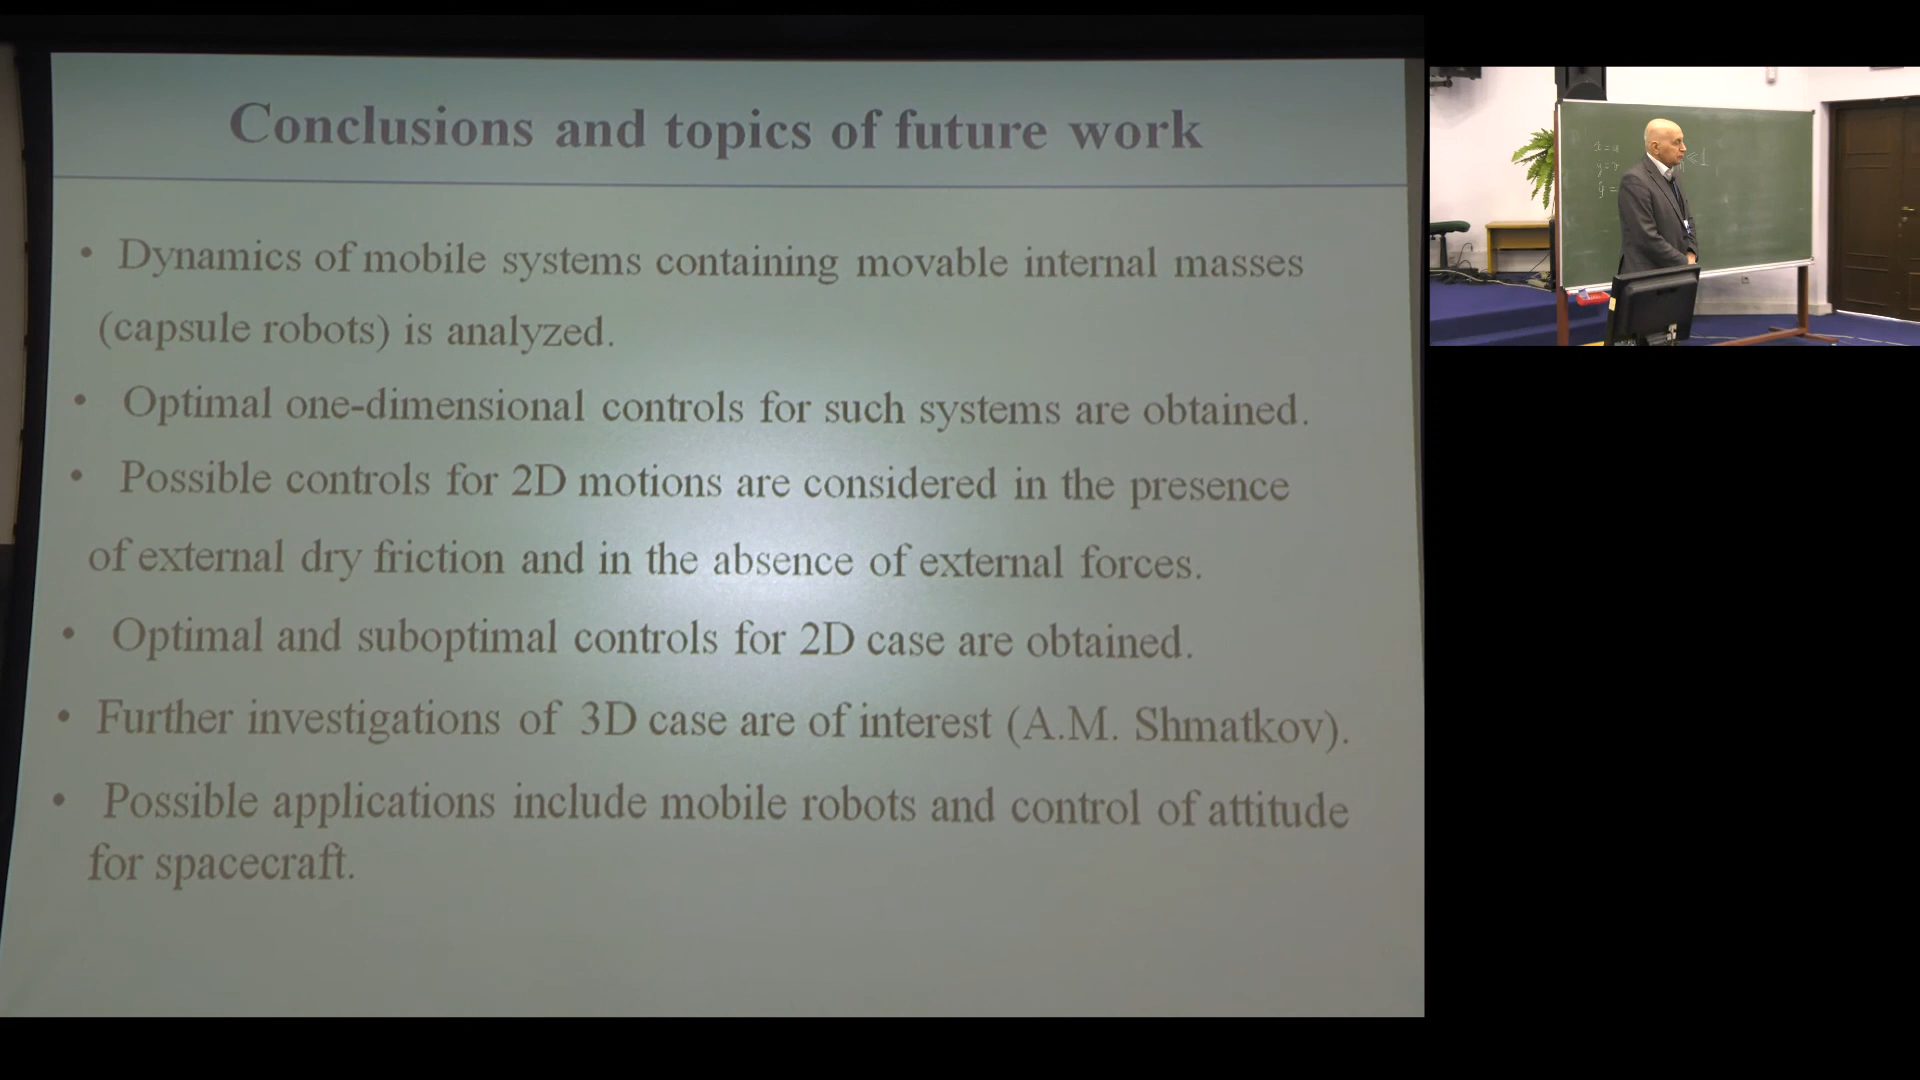 Conclusions and topics of future work
• Dynamics of mobile systems containing movable internal masses
(capsule robots) is analyzed.
• Optimal one-dimensional controls for such systems are obtained.
• Possible controls for 2D motions are considered in the presence
of external dry friction and in the absence of external forces.
• Optimal and suboptimal controls for 2D case are obtained.
• Further investigations of 3D case are of interest (A.M. Shmatkov).
• Possible applications include mobile robots and control of attitude
for spacecraft.